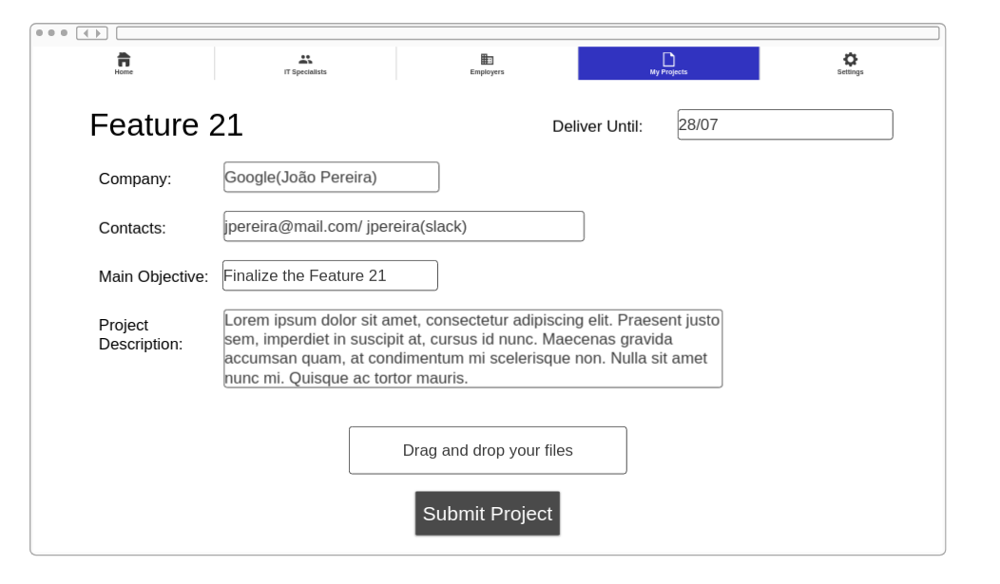 Home
IT Specialists
Employers
My Projects
Settings
Feature 21
Deliver Until:
28/07
Company:
Google(João Pereira)
Contacts:
jpereira@mail.com/ jpereira(slack)
Main Objective:
Finalize the Feature 21
Project
Description:
Lorem ipsum dolor sit amet, consectetur adipiscing elit. Praesent justo
sem, imperdiet in suscipit at, cursus id nunc. Maecenas gravida
accumsan quam, at condimentum mi scelerisque non. Nulla sit amet
nunc mi. Quisque ac tortor mauris.
Drag and drop your files
Submit Project